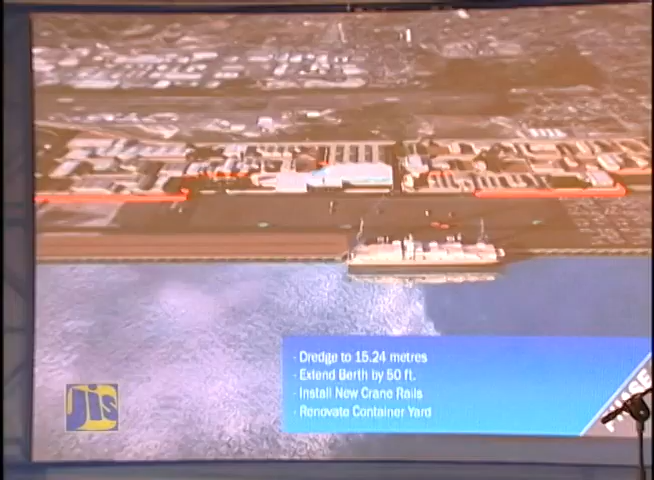 · Dredge to 15.24 metres
· Extend Berth by 50 ft.
· Install New Crane Rails
· Renovate Container Yard
PHASE
jis